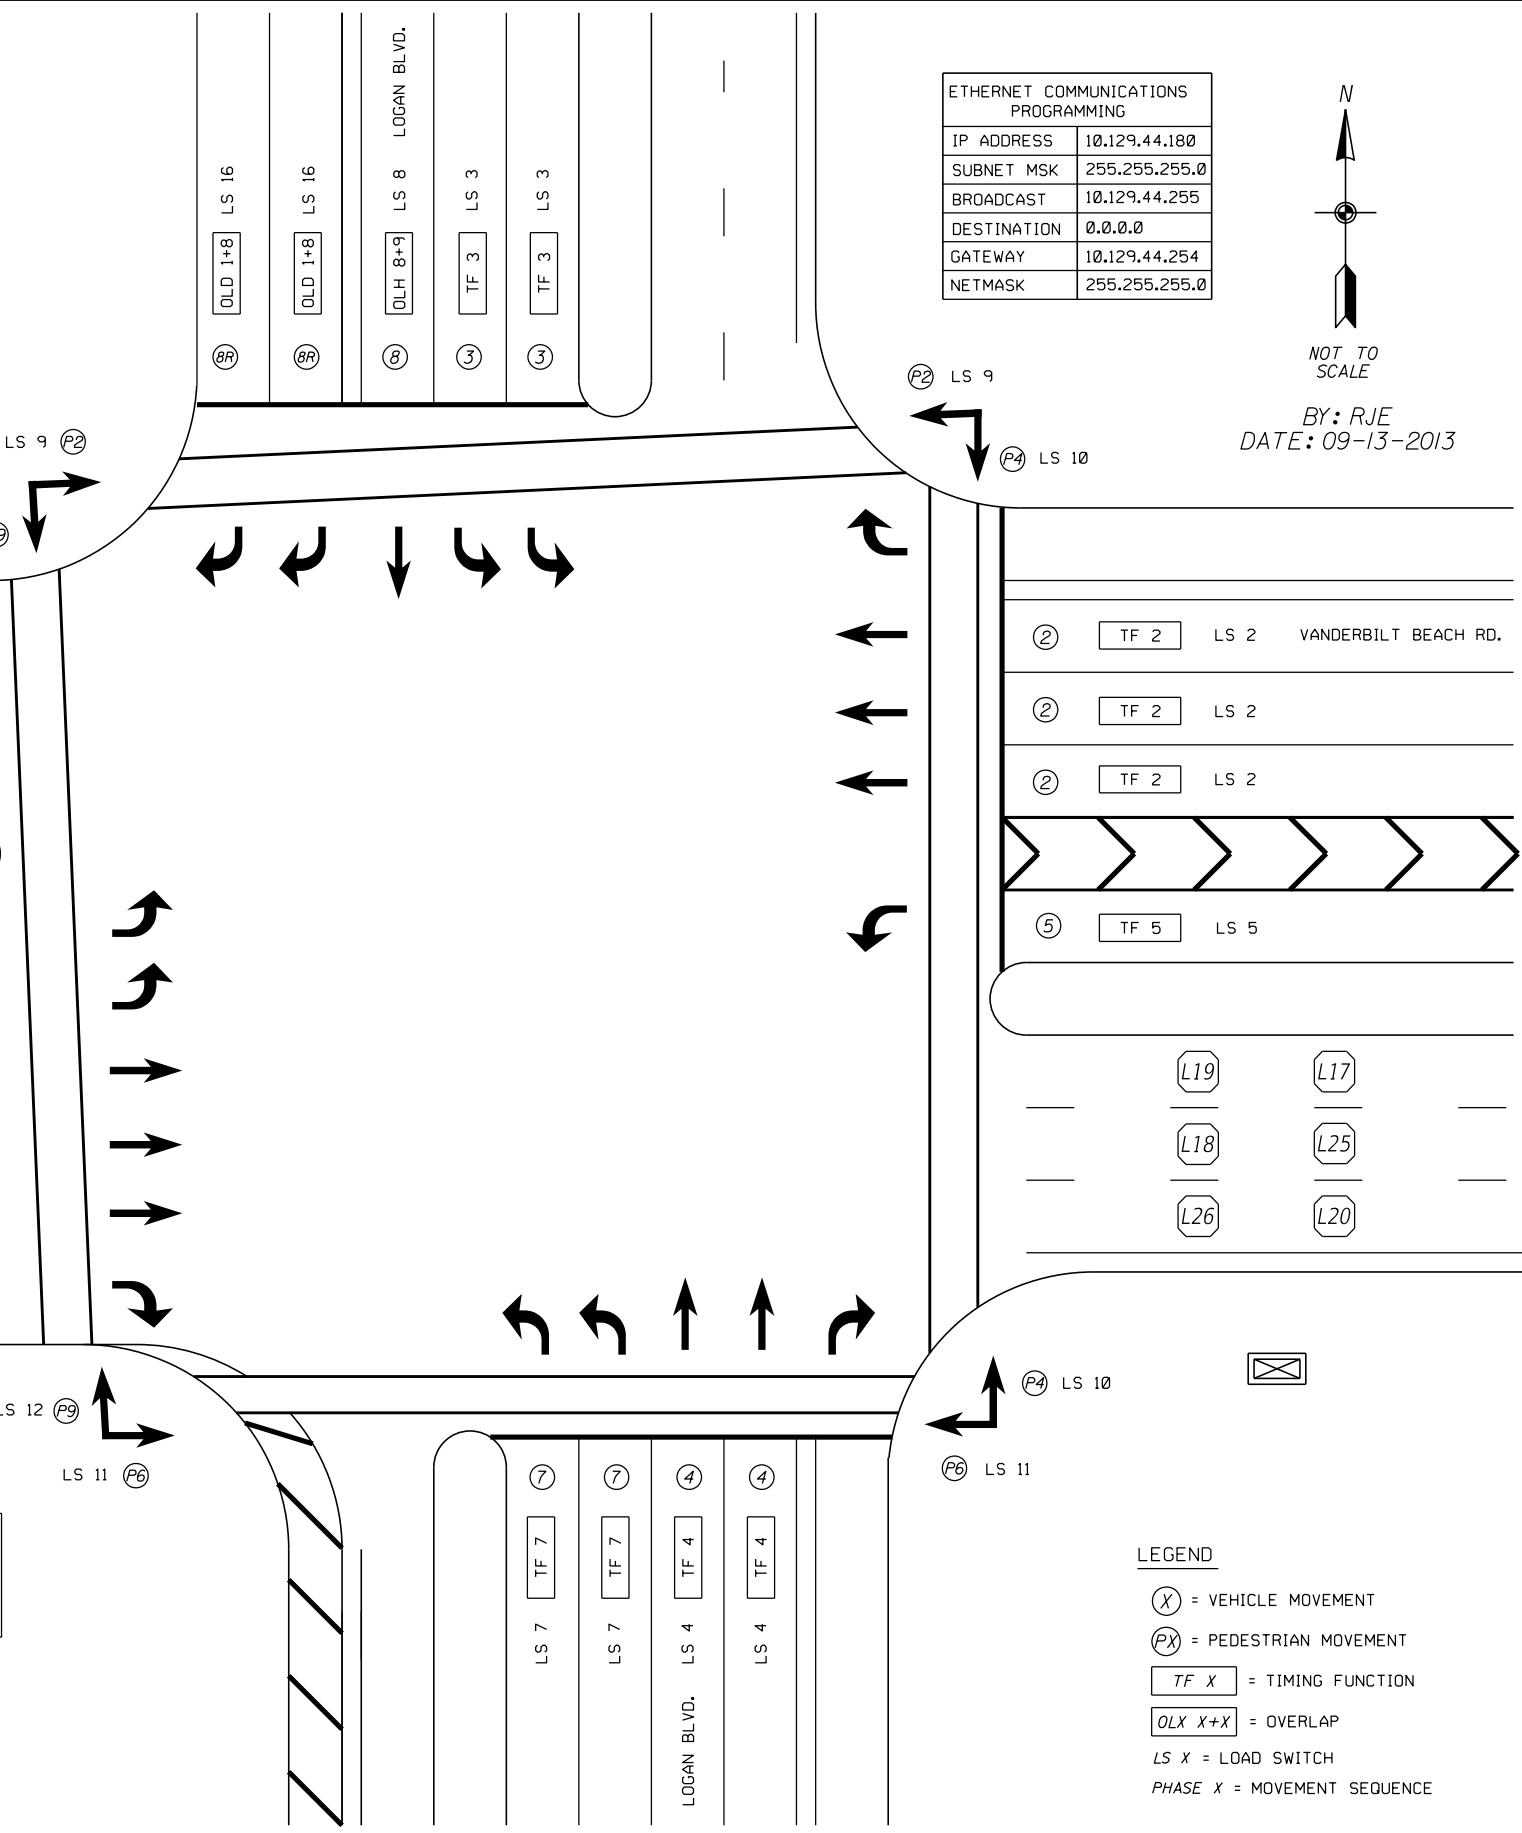 LOGAN BLVD.
LS 16
LS 16
LS 8
LS 3
LS 3
OLD 1+8
OLD 1+8
OLH 8+9
TF 3
TF 3
8R
8R
8
3
3
ETHERNET COMMUNICATIONS
PROGRAMMING
IP ADDRESS 10.129.44.180
SUBNET MSK 255.255.255.0
BROADCAST 10.129.44.255
DESTINATION 0.0.0.0
GATEWAY 10.129.44.254
NETMASK 255.255.255.0
N
NOT TO
SCALE
BY: RJE
DATE: 09-13-2013
P2 LS 9
P4 LS 10
LS 9 P2
2 TF 2 LS 2 VANDERBILT BEACH RD.
2 TF 2 LS 2
2 TF 2 LS 2
5 TF 5 LS 5
L19 L17
L18 L25
L26 L20
LS 12 P9
LS 11 P6
P4 LS 10
P6 LS 11
7
7
4
4
TF 7
TF 7
TF 4
TF 4
LS 7
LS 7
LS 4
LS 4
LOGAN BLVD.
LEGEND
X = VEHICLE MOVEMENT
PX = PEDESTRIAN MOVEMENT
TF X = TIMING FUNCTION
OLX X+X = OVERLAP
LS X = LOAD SWITCH
PHASE X = MOVEMENT SEQUENCE